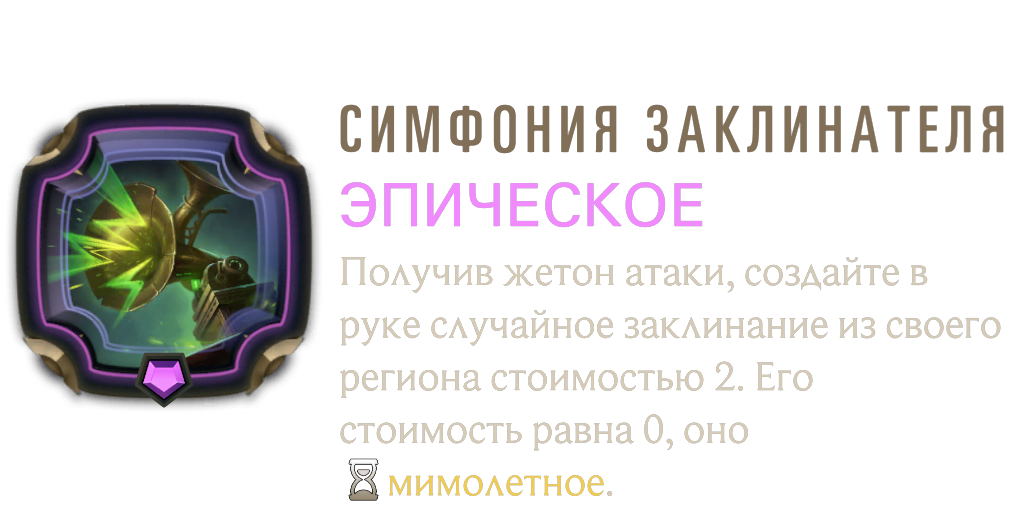 СИМФОНИЯ ЗАКЛИНАТЕЛЯ
ЭПИЧЕСКОЕ
Получив жетон атаки, создайте в
руке случайное заклинание из своего
региона стоимостью 2. Его
стоимость равна 0, оно
мимолетное.